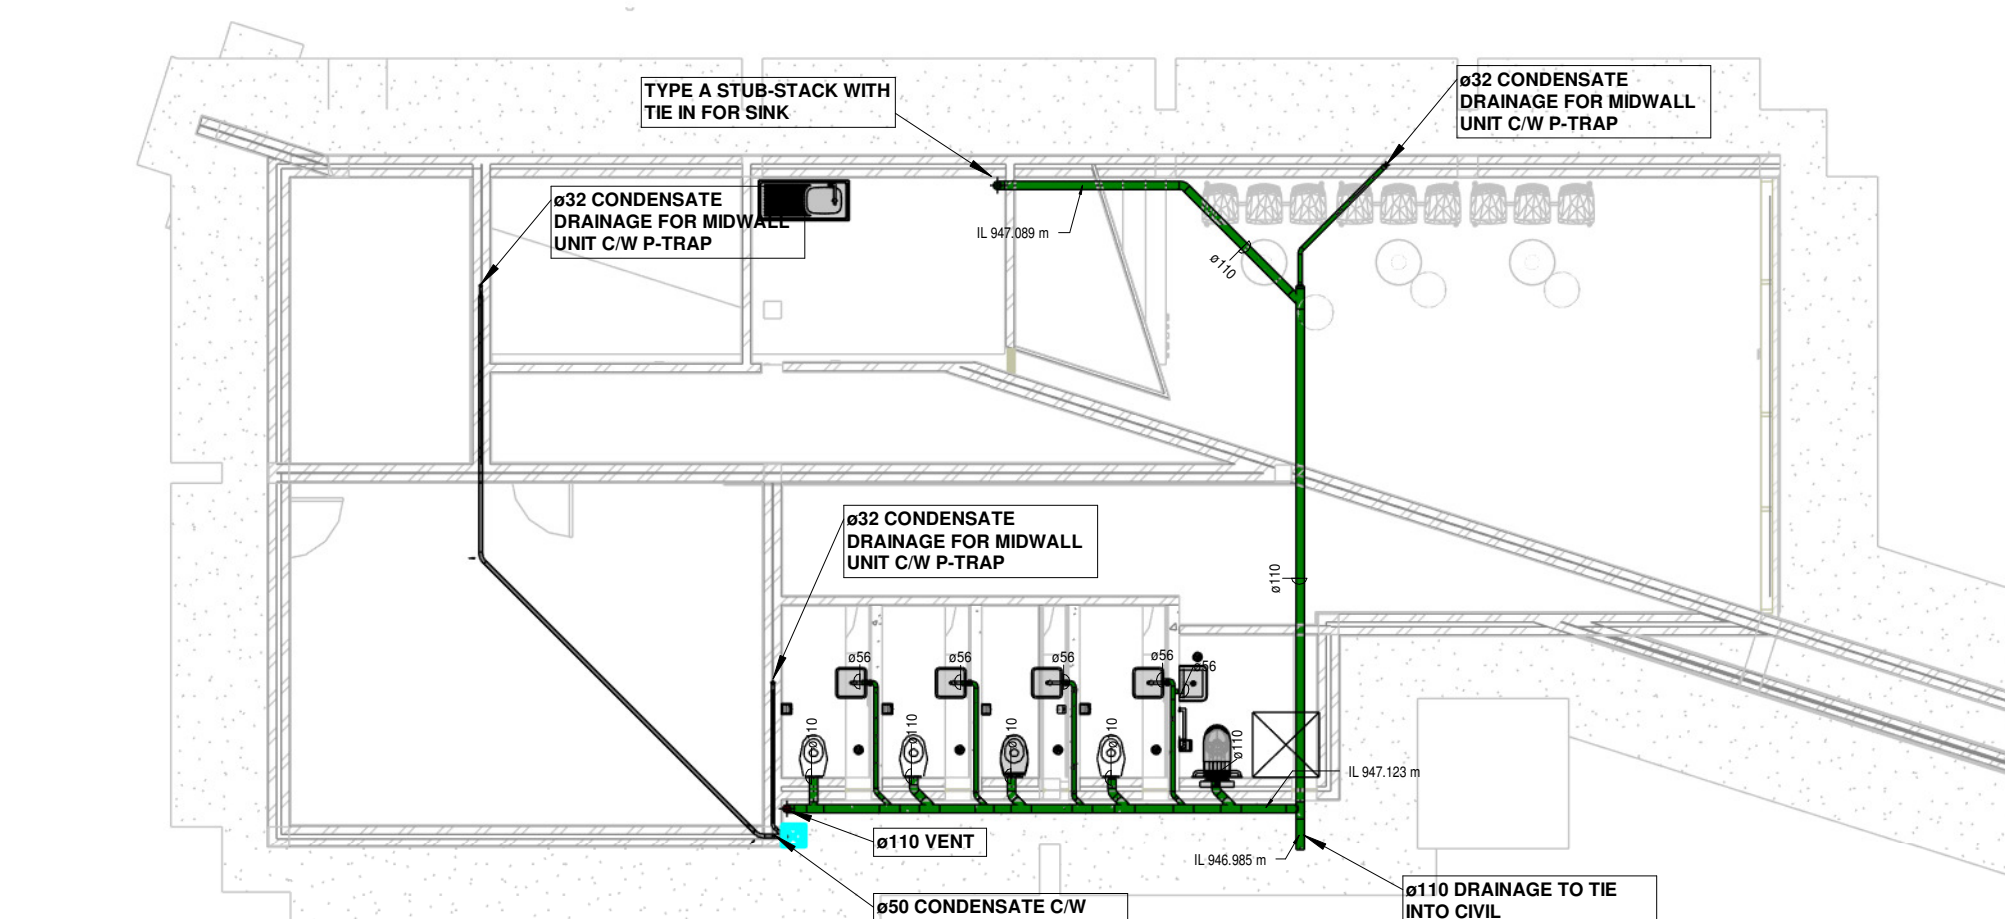 TYPE A STUB-STACK WITH
TIE IN FOR SINK
ø32 CONDENSATE
DRAINAGE FOR MIDWALL
UNIT C/W P-TRAP
ø32 CONDENSATE
DRAINAGE FOR MIDWALL
UNIT C/W P-TRAP
IL 947.089 m
ø110
ø32 CONDENSATE
DRAINAGE FOR MIDWALL
UNIT C/W P-TRAP
ø110
ø56
ø56
ø56
ø56
ø56
ø110
ø110
ø110
ø110
ø110
IL 947.123 m
ø110 VENT
IL 946.985 m
ø50 CONDENSATE C/W
ø110 DRAINAGE TO TIE
INTO CIVIL